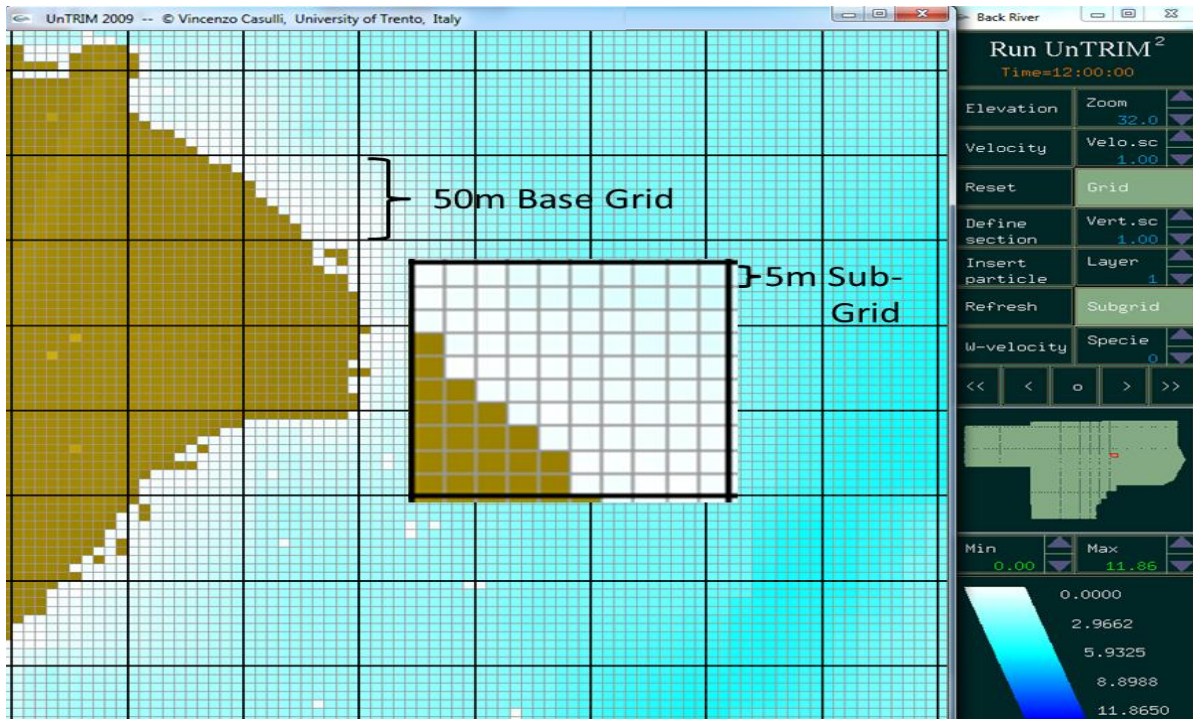 UnTRIM 2009 -- © Vincenzo Casulli, University of Trento, Italy
50m Base Grid
5m Sub-
Grid
Back River
Run UnTRIM²
Time=12:00:00
Elevation
Zoom
32.0
Velocity
Velo.sc
1.00
Reset
Grid
Define
section
Vert.sc
1.00
Insert
particle
Layer
1
Refresh
Subgrid
W-velocity
Specie
0
<<
<
o
>
>>
Min
0.00
Max
11.86
0.0000
2.9662
5.9325
8.8988
11.8650